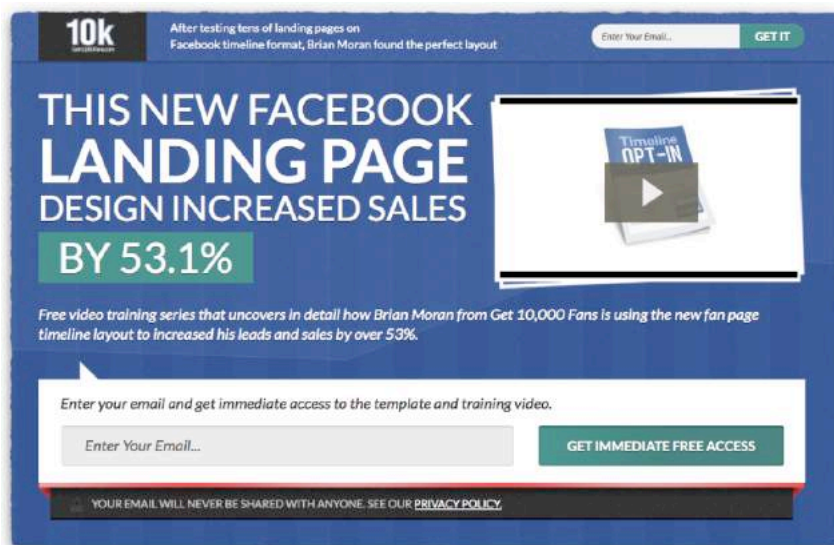 10k
After testing tens of landing pages on
Facebook timeline format, Brian Moran found the perfect layout
Enter Your Email...
GET IT
THIS NEW FACEBOOK
LANDING PAGE
DESIGN INCREASED SALES
BY 53.1%
Timeline
OPT-IN
Free video training series that uncovers in detail how Brian Moran from Get 10,000 Fans is using the new fan page
timeline layout to increased his leads and sales by over 53%.
Enter your email and get immediate access to the template and training video.
Enter Your Email...
GET IMMEDIATE FREE ACCESS
YOUR EMAIL WILL NEVER BE SHARED WITH ANYONE. SEE OUR PRIVACY POLICY.